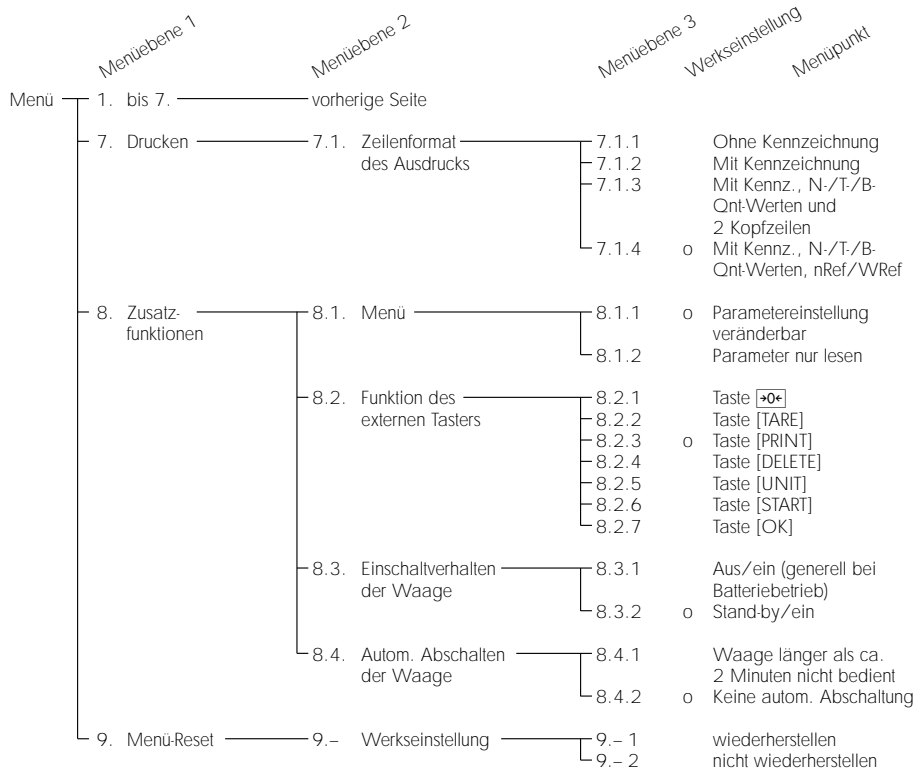 Menüebene 1 Menüebene 2 Menüebene 3 Werkseinstellung Menüpunkt
Menü 1. bis 7. vorherige Seite
7. Drucken 7.1. Zeilenformat 7.1.1 Ohne Kennzeichnung
des Ausdrucks 7.1.2 Mit Kennzeichnung
7.1.3 Mit Kennz., N-/T-/B-
Qnt-Werten und
2 Kopfzeilen
7.1.4 o Mit Kennz., N-/T-/B-
Qnt-Werten, nRef/WRef
8. Zusatz- 8.1. Menü 8.1.1 o Parametereinstellung
funktionen veränderbar
8.1.2 Parameter nur lesen
8.2. Funktion des 8.2.1 Taste →0←
externen Tasters 8.2.2 Taste [TARE]
8.2.3 o Taste [PRINT]
8.2.4 Taste [DELETE]
8.2.5 Taste [UNIT]
8.2.6 Taste [START]
8.2.7 Taste [OK]
8.3. Einschaltverhalten 8.3.1 Aus/ein (generell bei
der Waage Batteriebetrieb)
8.3.2 o Stand-by/ein
8.4. Autom. Abschalten 8.4.1 Waage länger als ca.
der Waage 2 Minuten nicht bedient
8.4.2 o Keine autom. Abschaltung
9. Menü-Reset 9.– Werkseinstellung 9.– 1 wiederherstellen
9.– 2 nicht wiederherstellen